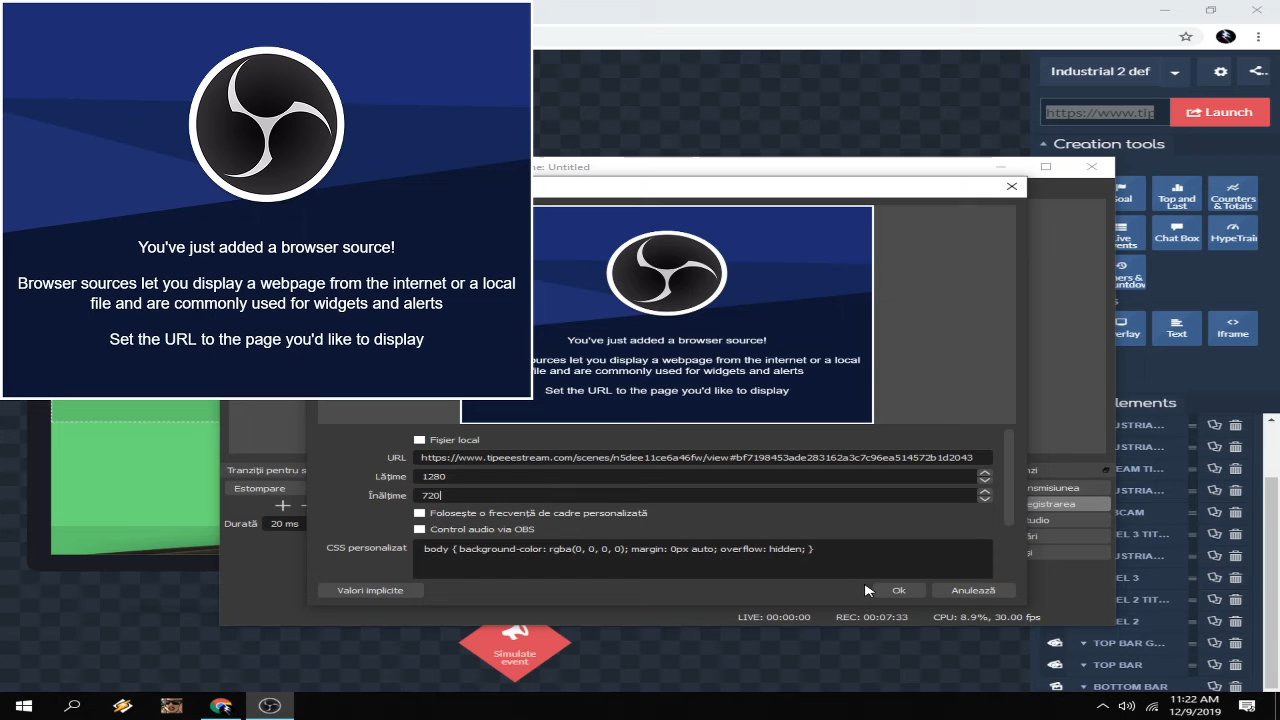 You've just added a browser source!
Browser sources let you display a webpage from the internet or a local
file and are commonly used for widgets and alerts
Set the URL to the page you'd like to display
Industrial 2 def
https://www.tip
Launch
Creation tools
Top and
Last
Counters
& Totals
Chat Box
HypeTrain
Text
Iframe
Untitled
You've just added a browser source!
let you display a webpage from the internet or a local
file and are commonly used for widgets and alerts
Set the URL to the page you'd like to display
Fișier local
URL
https://www.tipeeestream.com/scenes/n5dee11ce6a46fw/view#bf7198453ade283162a3c7c96ea514572b1d2043
Lățime
1280
Înălțime
720
Folosește o frecvență de cadre personalizată
Control audio via OBS
CSS personalizat
body { background-color: rgba(0, 0, 0, 0); margin: 0px auto; overflow: hidden; }
Valori implicite
Ok
Anulează
Tranziții pentru s
Estompare
Durată
20 ms
LIVE: 00:00:00
REC: 00:07:33
CPU: 8.9%, 30.00 fps
Simulate
event
TOP BAR G...
TOP BAR
BOTTOM BAR
11:22 AM
12/9/2019